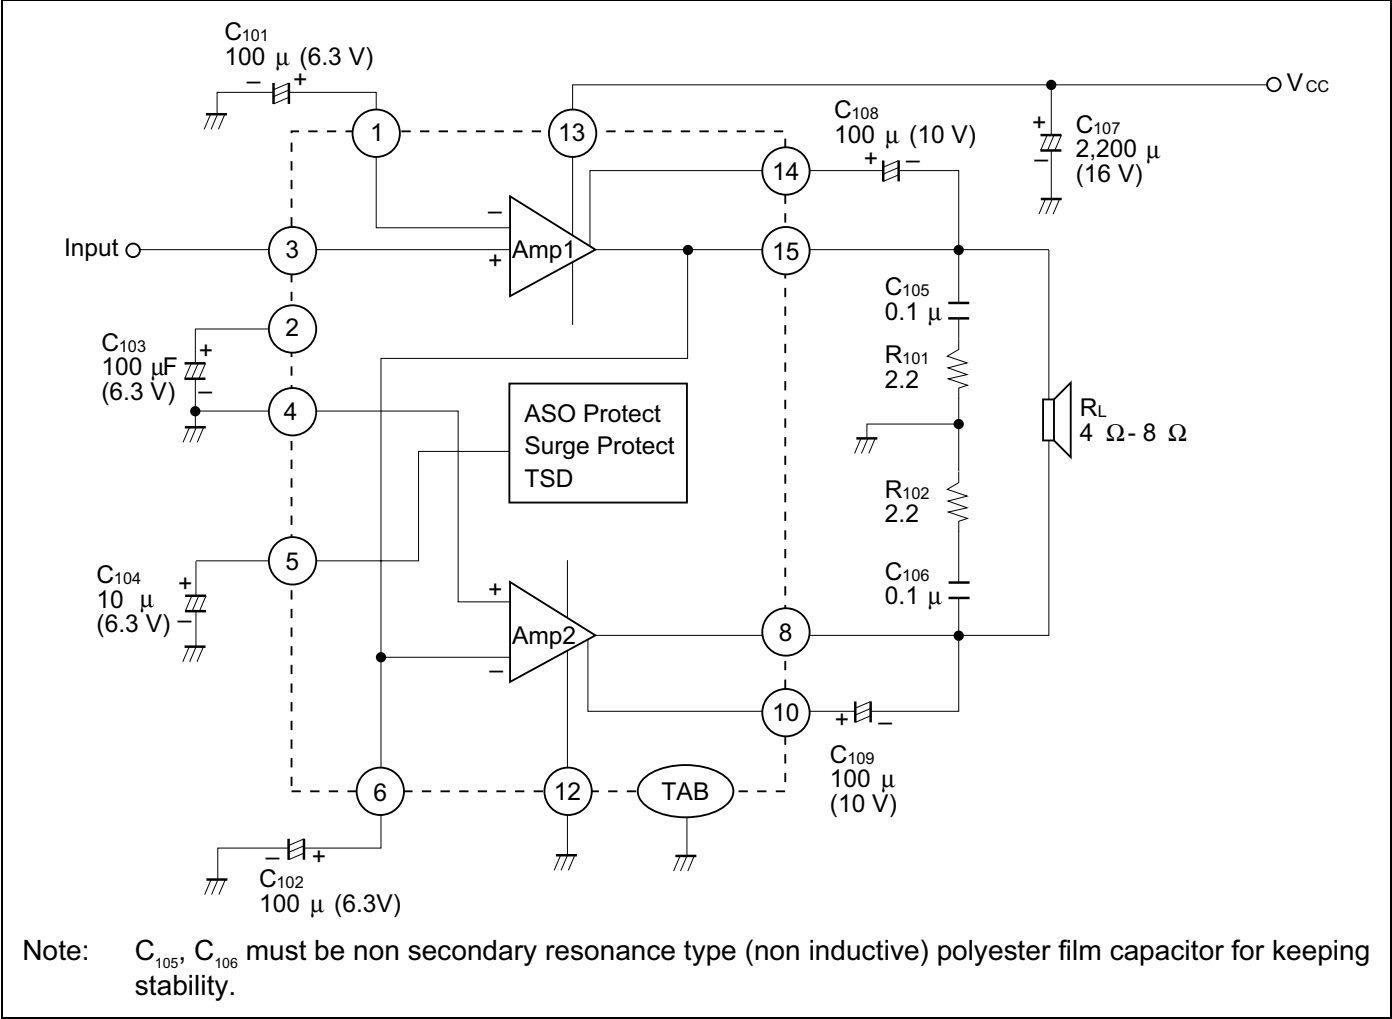 C101
100 μ (6.3 V)
− +
VCC
1
13
C108
100 μ (10 V)
+ −
C107
2,200 μ
(16 V)
+
−
14
Input
3
−
+
Amp1
15
2
C103
100 μF
(6.3 V)
+
−
4
C105
0.1 μ
R101
2.2
ASO Protect
Surge Protect
TSD
RL
4 Ω- 8 Ω
R102
2.2
5
C104
10 μ
(6.3 V)
+
−
C106
0.1 μ
+
−
Amp2
8
10
+ −
C109
100 μ
(10 V)
6
12
TAB
− +
C102
100 μ (6.3V)
Note: C105, C106 must be non secondary resonance type (non inductive) polyester film capacitor for keeping
stability.